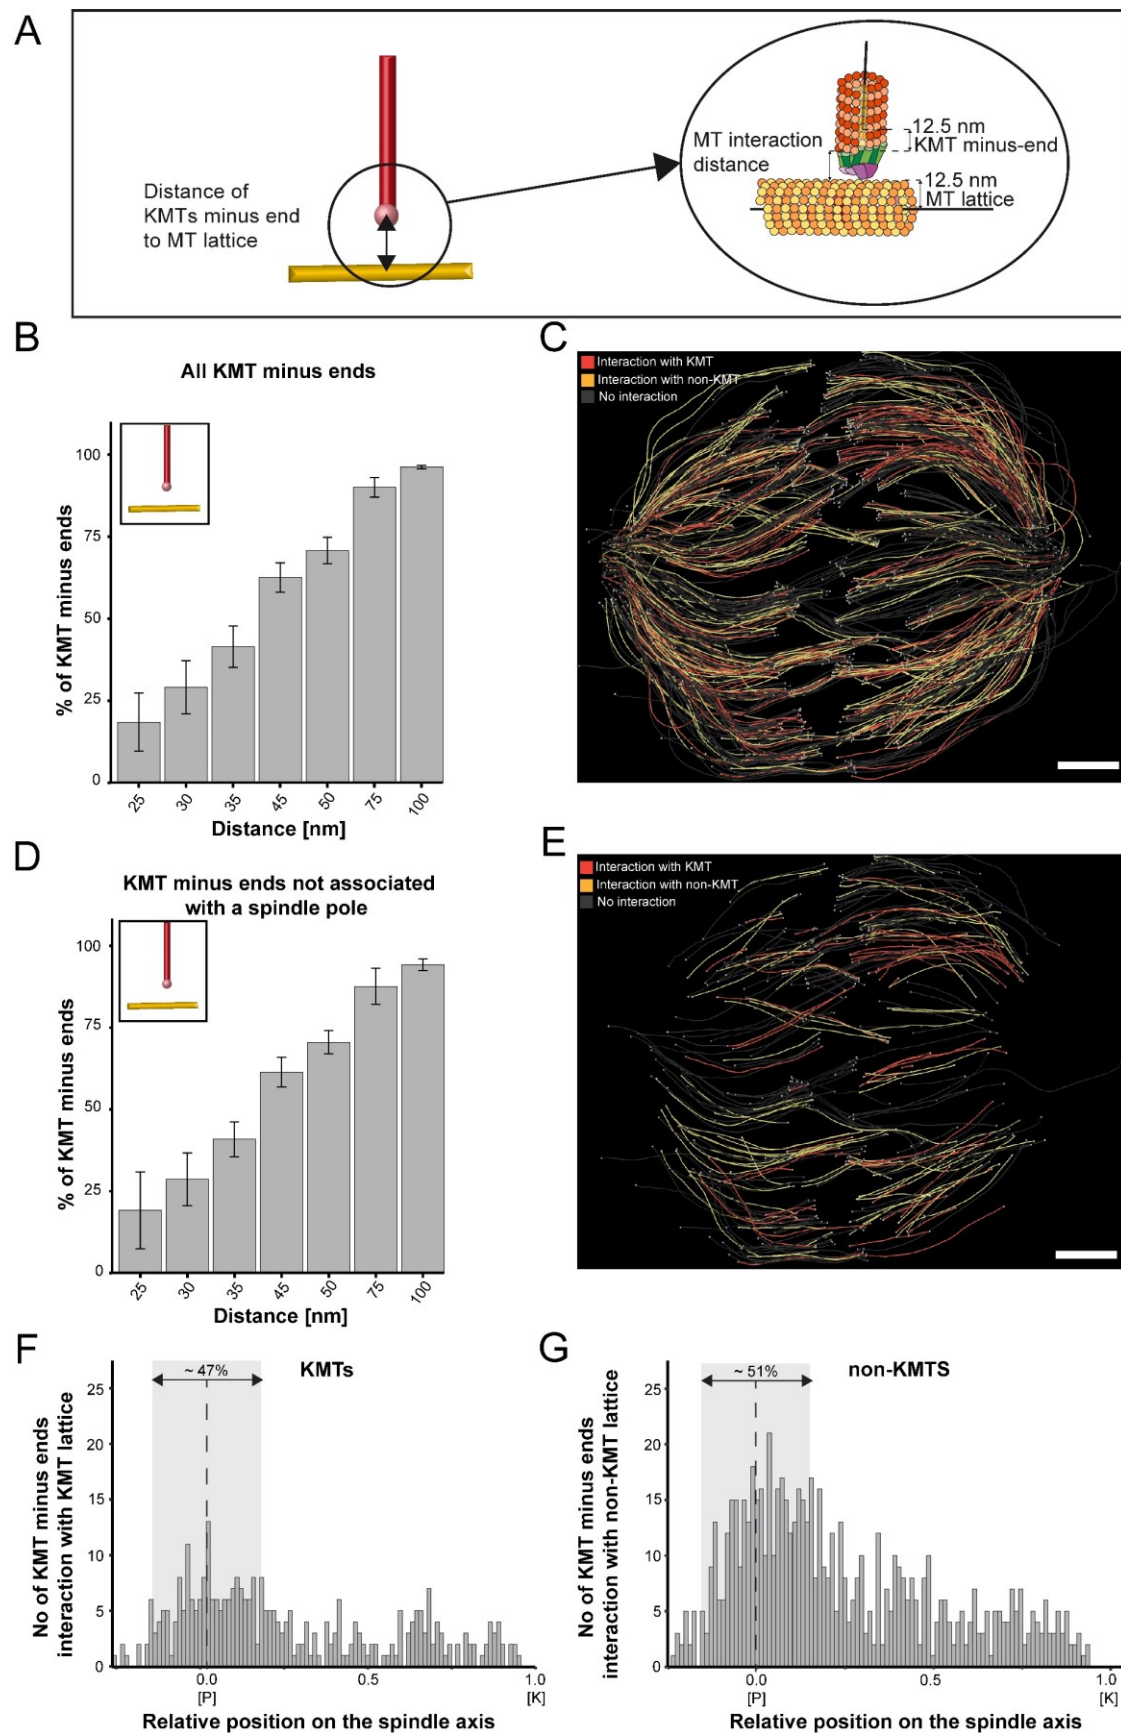 A
Distance of
KMTs minus end
to MT lattice
MT interaction
distance
12.5 nm
KMT minus-end
12.5 nm
MT lattice
B
All KMT minus ends
% of KMT minus ends
100
75
50
25
0
25
30
35
45
50
75
100
Distance [nm]
C
Interaction with KMT
Interaction with non-KMT
No interaction
D
KMT minus ends not associated
with a spindle pole
% of KMT minus ends
100
75
50
25
0
25
30
35
45
50
75
100
Distance [nm]
E
Interaction with KMT
Interaction with non-KMT
No interaction
F
KMTs
~ 47%
No of KMT minus ends
interaction with KMT lattice
25
20
15
10
5
0
0.0
[P]
0.5
1.0
[K]
Relative position on the spindle axis
G
non-KMTS
~ 51%
No of KMT minus ends
interaction with non-KMT lattice
25
20
15
10
5
0
0.0
[P]
0.5
1.0
[K]
Relative position on the spindle axis